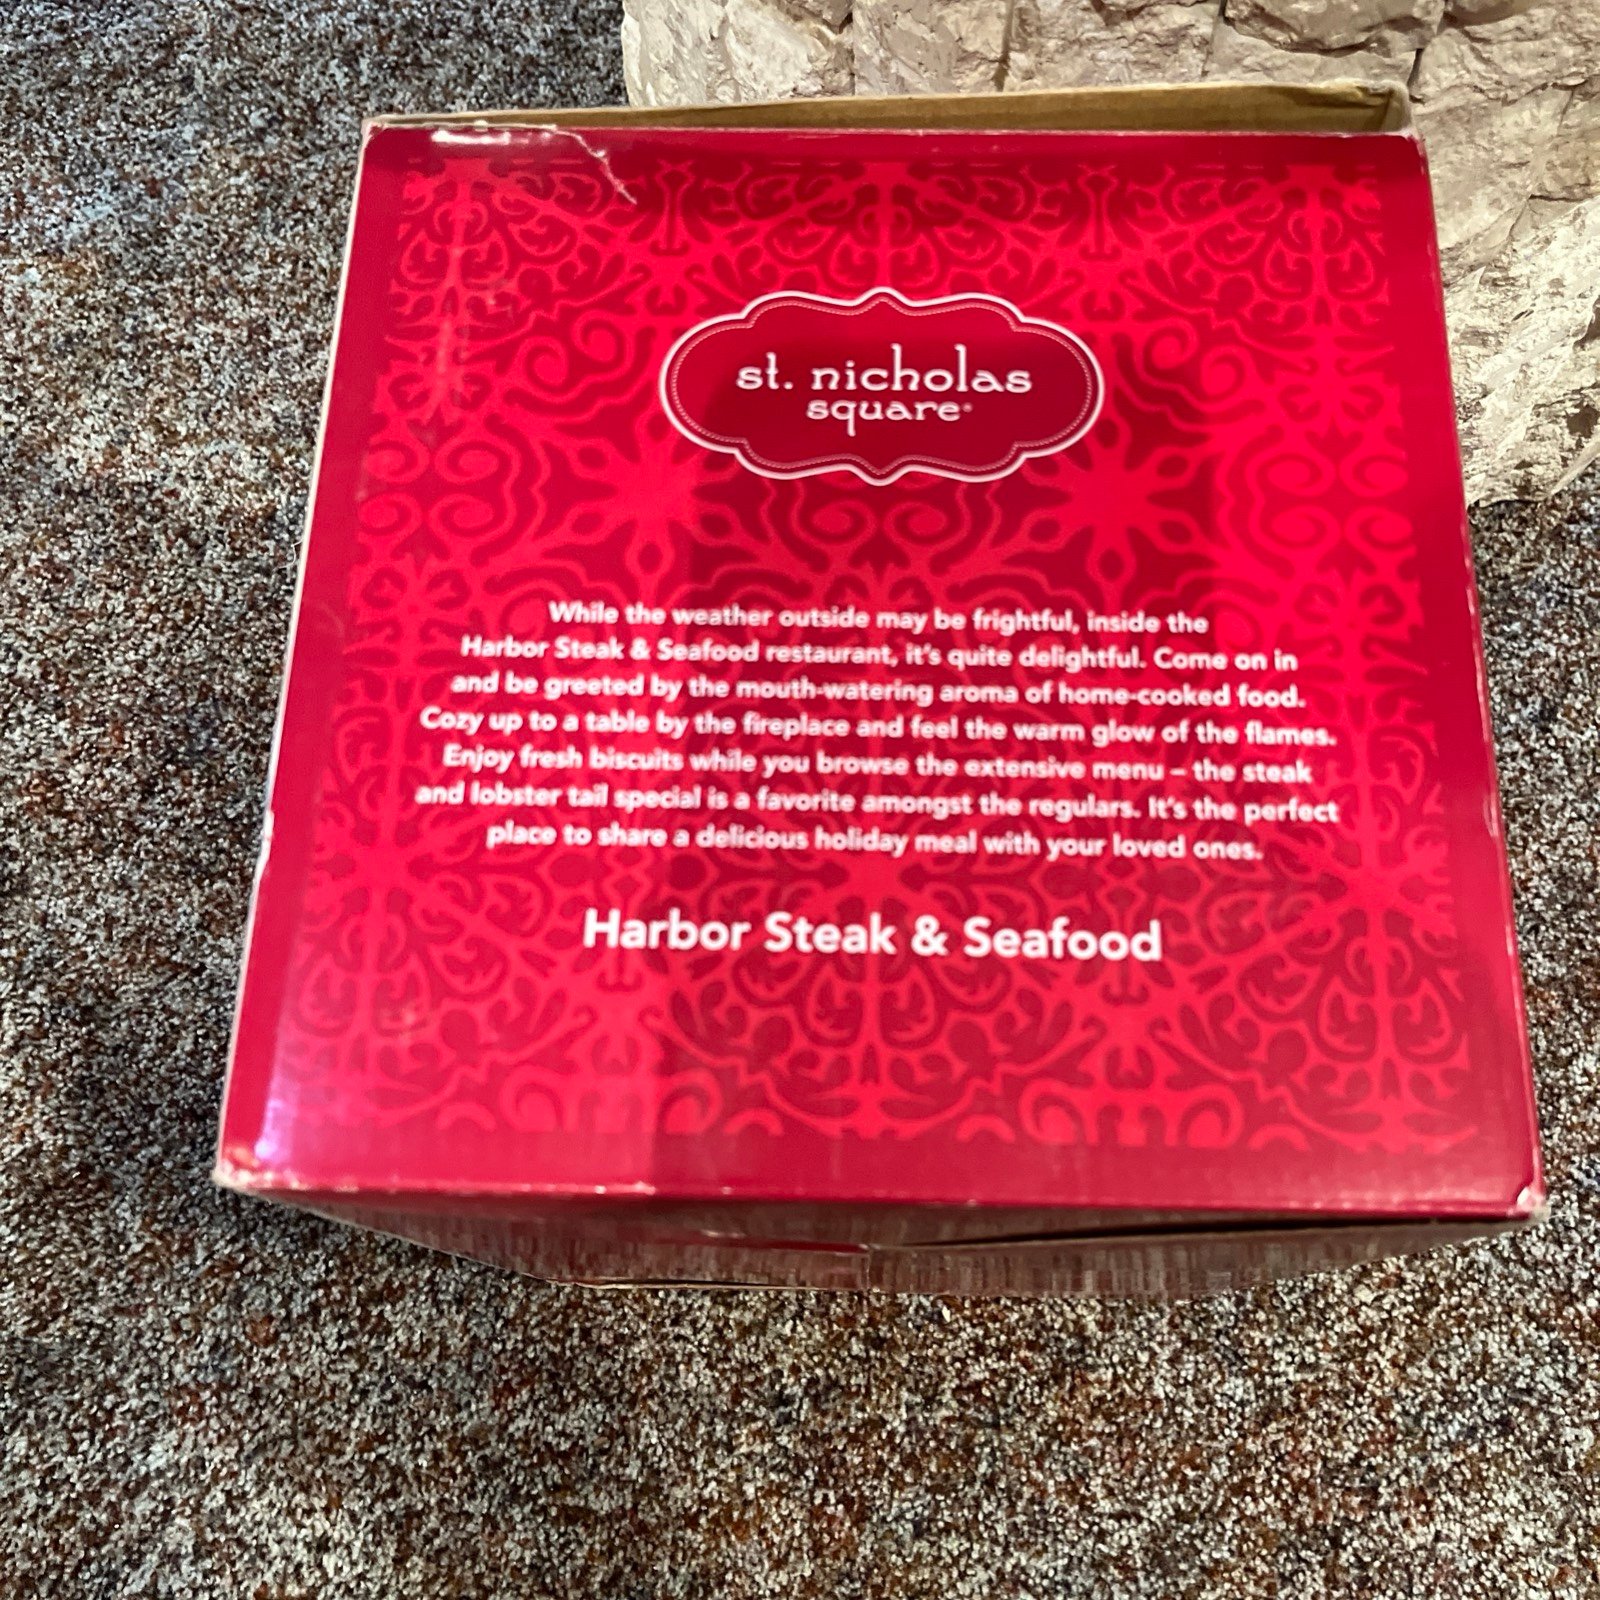 st. nicholas
square®
While the weather outside may be frightful, inside the
Harbor Steak & Seafood restaurant, it's quite delightful. Come on in
and be greeted by the mouth-watering aroma of home-cooked food.
Cozy up to a table by the fireplace and feel the warm glow of the flames.
Enjoy fresh biscuits while you browse the extensive menu – the steak
and lobster tail special is a favorite amongst the regulars. It's the perfect
place to share a delicious holiday meal with your loved ones.
Harbor Steak & Seafood